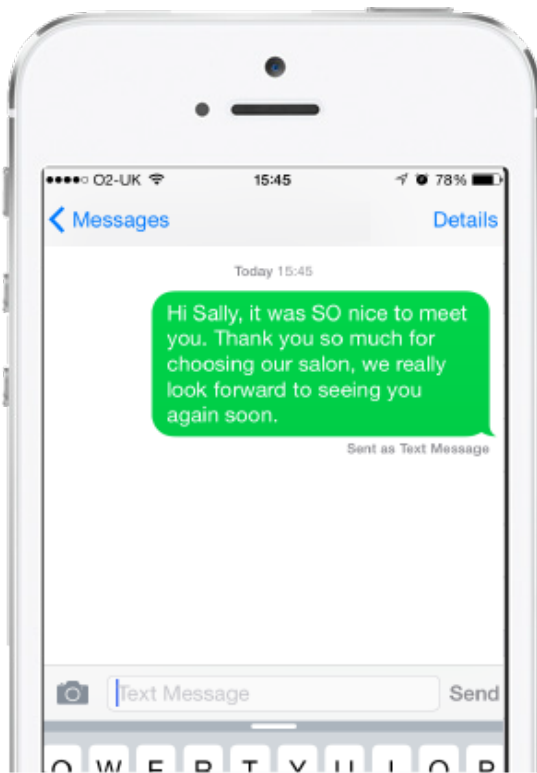 O2-UK 15:45 78%
Messages Details
Today 15:45
Hi Sally, it was SO nice to meet
you. Thank you so much for
choosing our salon, we really
look forward to seeing you
again soon.
Sent as Text Message
Text Message Send
Q W E R T Y U I O P